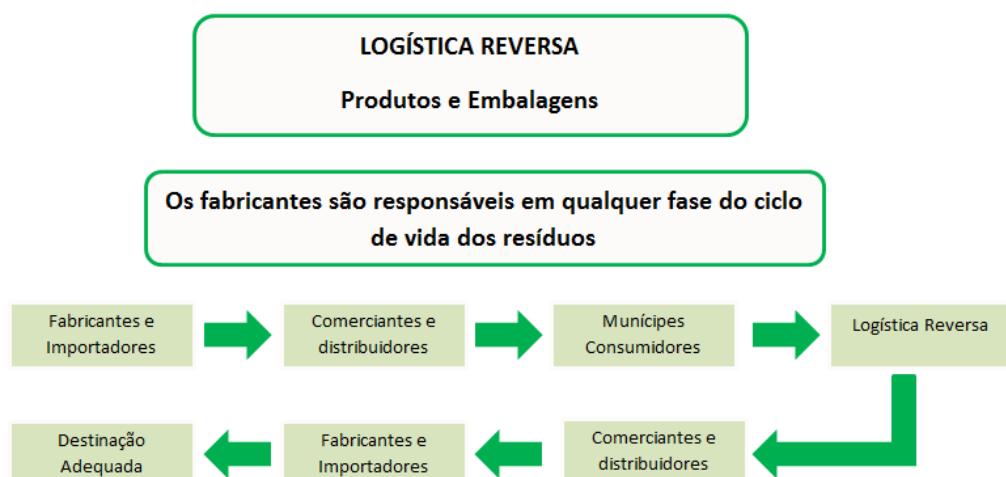 LOGÍSTICA REVERSA
Produtos e Embalagens
Os fabricantes são responsáveis em qualquer fase do ciclo
de vida dos resíduos
Fabricantes e
Importadores
Comerciantes e
distribuidores
Munícipes
Consumidores
Logística Reversa
Comerciantes e
distribuidores
Fabricantes e
Importadores
Destinação
Adequada